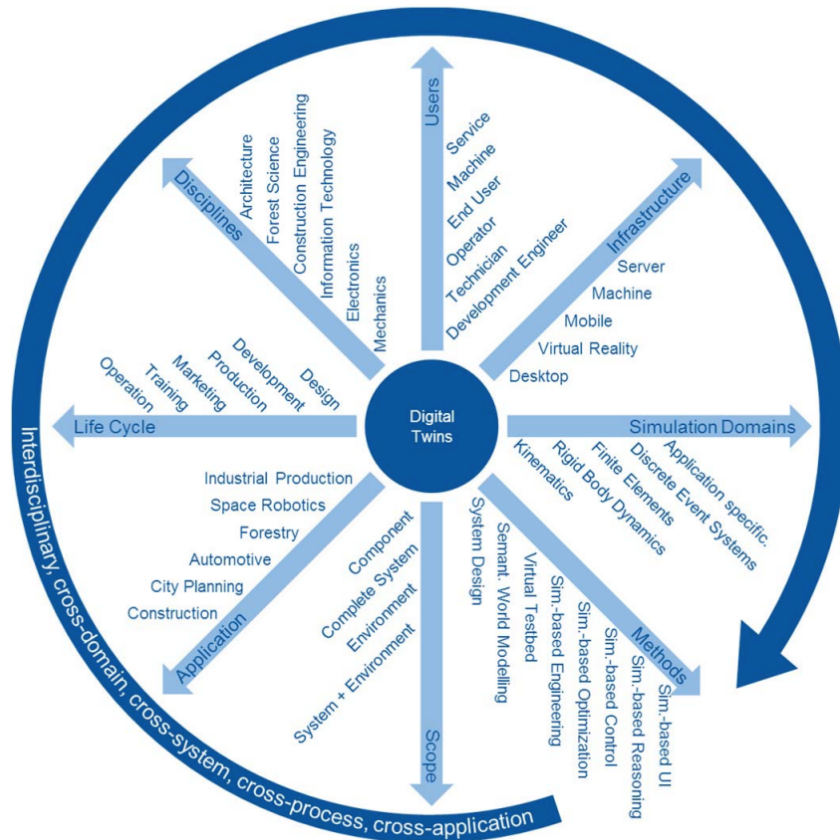 Users
Service
Machine
End User
Operator
Technician
Development Engineer
Infrastructure
Server
Machine
Mobile
Virtual Reality
Desktop
Simulation Domains
Application specific.
Discrete Event Systems
Finite Elements
Rigid Body Dynamics
Kinematics
Methods
Sim.-based UI
Sim.-based Reasoning
Sim.-based Control
Sim.-based Optimization
Sim.-based Engineering
Virtual Testbed
Semant. World Modelling
System Design
Scope
Component
Complete System
Environment
System + Environment
Application
Industrial Production
Space Robotics
Forestry
Automotive
City Planning
Construction
Life Cycle
Operation
Training
Marketing
Production
Development
Design
Disciplines
Architecture
Forest Science
Construction Engineering
Information Technology
Electronics
Mechanics
Digital
Twins
Interdisciplinary, cross-domain, cross-system, cross-process, cross-application